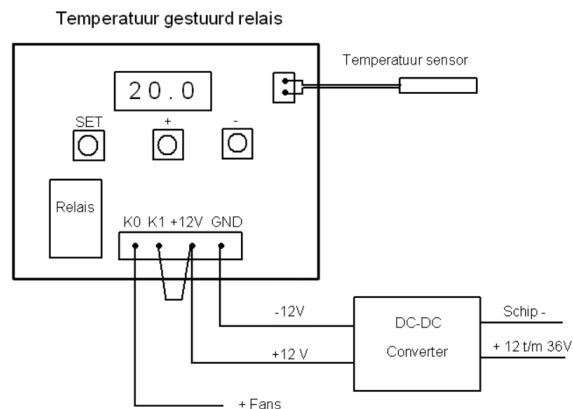 Temperatuur gestuurd relais
Temperatuur sensor
20.0
SET + -
Relais
K0 K1 +12V GND
-12V
DC-DC
Converter
Schip -
+12 V
+ 12 t/m 36V
+ Fans